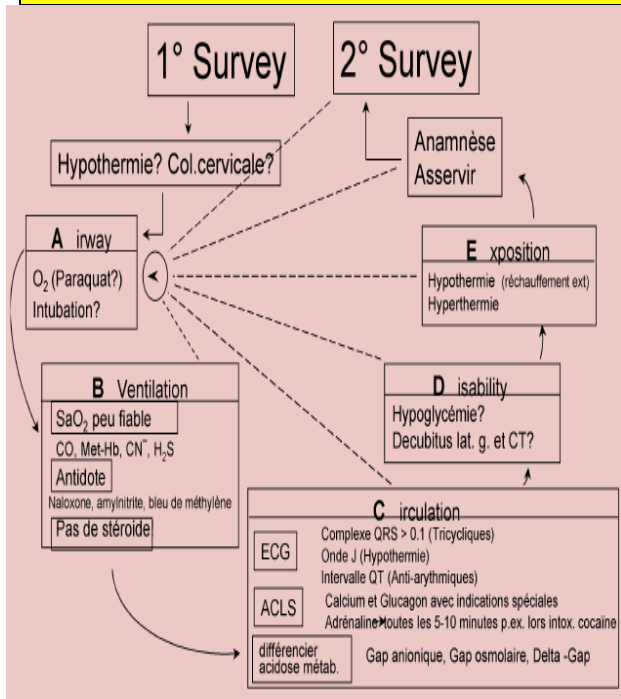 1° Survey
2° Survey
Hypothermie? Col.cervicale?
Anamnèse
Asservir
A irway
O₂ (Paraquat?)
Intubation?
B Ventilation
SaO₂ peu fiable
CO, Met-Hb, CN⁻, H₂S
Antidote
Naloxone, amylnitrite, bleu de méthylène
Pas de stéroide
C irculation
ECG
Complexe QRS > 0.1 (Tricycliques)
Onde J (Hypothermie)
Intervalle QT (Anti-arythmiques)
ACLS
Calcium et Glucagon avec indications spéciales
Adrénaline toutes les 5-10 minutes p.ex. lors intox. cocaïne
différencier
acidose métab.
Gap anionique, Gap osmolaire, Delta -Gap
D isability
Hypoglycémie?
Decubitus lat. g. et CT?
E xposition
Hypothermie (réchauffement ext)
Hyperthermie